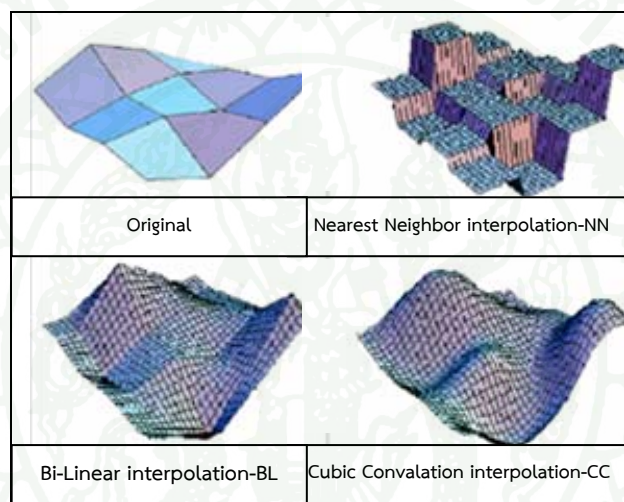 Original
Nearest Neighbor interpolation-NN
Bi-Linear interpolation-BL
Cubic Convalation interpolation-CC